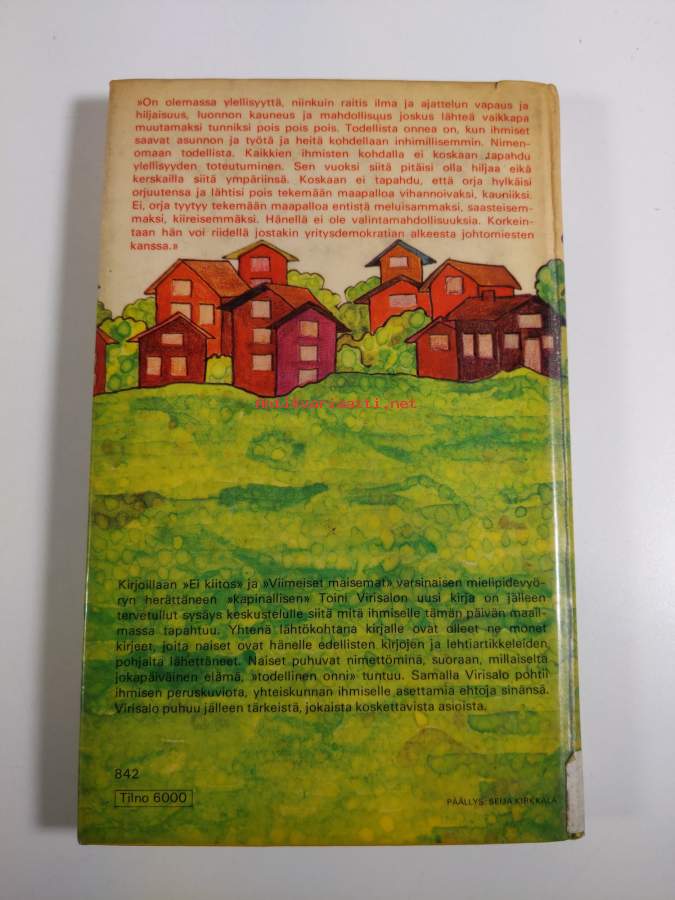 »On olemassa ylellisyyttä, niinkuin raitis ilma ja ajattelun vapaus ja
hiljaisuus, luonnon kauneus ja mahdollisuus joskus lähteä vaikkapa
muutamaksi tunniksi pois pois pois. Todellista onnea on, kun ihmiset
saavat asunnon ja työtä ja heitä kohdellaan inhimillisemmin. Nimen-
omaan todellista. Kaikkien ihmisten kohdalla ei koskaan tapahdu
ylellisyyden toteutuminen. Sen vuoksi siitä pitäisi olla hiljaa eikä
kerskailla siitä ympäriinsä. Koskaan ei tapahdu, että orja hylkäisi
orjuutensa ja lähtisi pois tekemään maapalloa vihannoivaksi, kauniiksi.
Ei, orja tyytyy tekemään maapalloa entistä meluisammaksi, saasteisem-
maksi, kiireisemmäksi. Hänellä ei ole valintamahdollisuuksia. Korkein-
taan hän voi riidellä jostakin yritysdemokratian alkeesta johtomiesten
kanssa.»
antikvariaatti.net
Kirjoillaan »Ei kiitos» ja »Viimeiset maisemat» varsinaisen mielipidevyö-
ryn herättäneen »kapinallisen» Toini Virisalon uusi kirja on jälleen
tervetullut sysäys keskustelulle siitä mitä ihmiselle tämän päivän maail-
massa tapahtuu. Yhtenä lähtökohtana kirjalle ovat olleet ne monet
kirjeet, joita naiset ovat hänelle edellisten kirjojen ja lehtiartikkeleiden
pohjalta lähettäneet. Naiset puhuvat nimettöminä, suoraan, millaiselta
jokapäiväinen elämä, »todellinen onni» tuntuu. Samalla Virisalo pohtii
ihmisen peruskuviota, yhteiskunnan ihmiselle asettamia ehtoja sinänsä.
Virisalo puhuu jälleen tärkeistä, jokaista koskettavista asioista.
842
Tilno 6000
PÄÄLLYS: SEIJA KIRKKALA